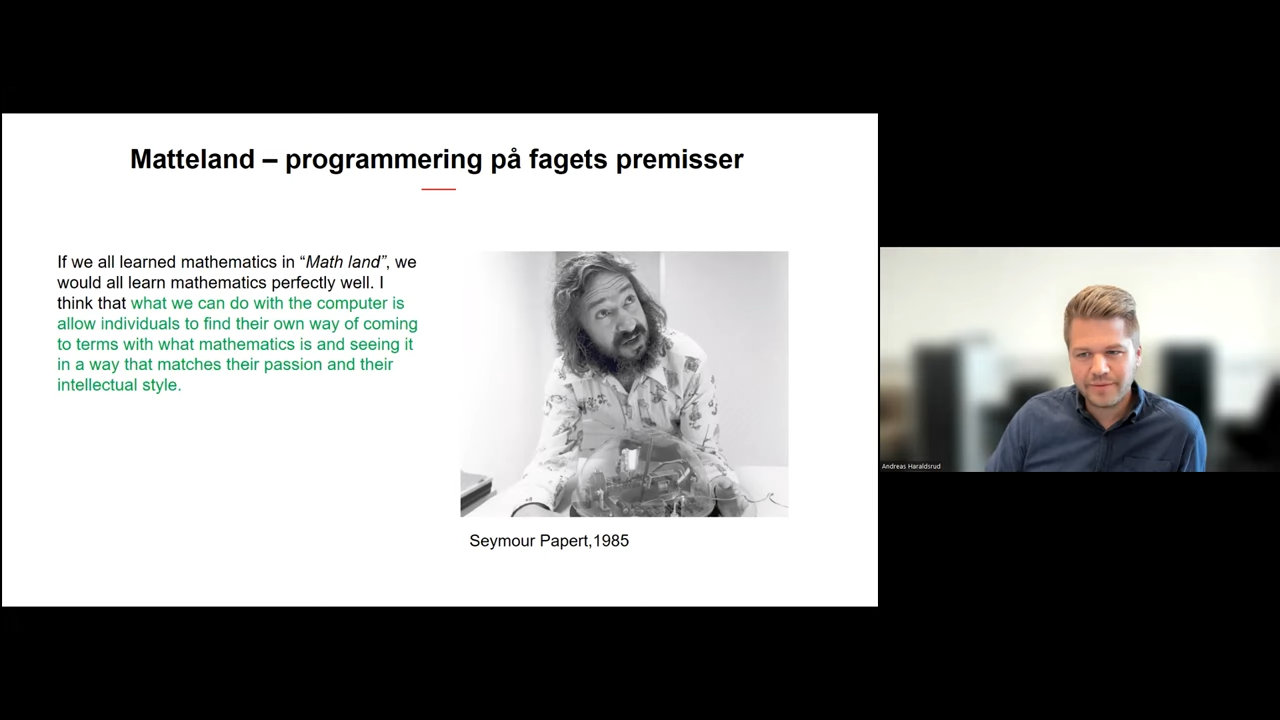 Matteland – programmering på fagets premisser
If we all learned mathematics in “Math land”, we
would all learn mathematics perfectly well. I
think that what we can do with the computer is
allow individuals to find their own way of coming
to terms with what mathematics is and seeing it
in a way that matches their passion and their
intellectual style.
Seymour Papert,1985
Andreas Haraldsrud